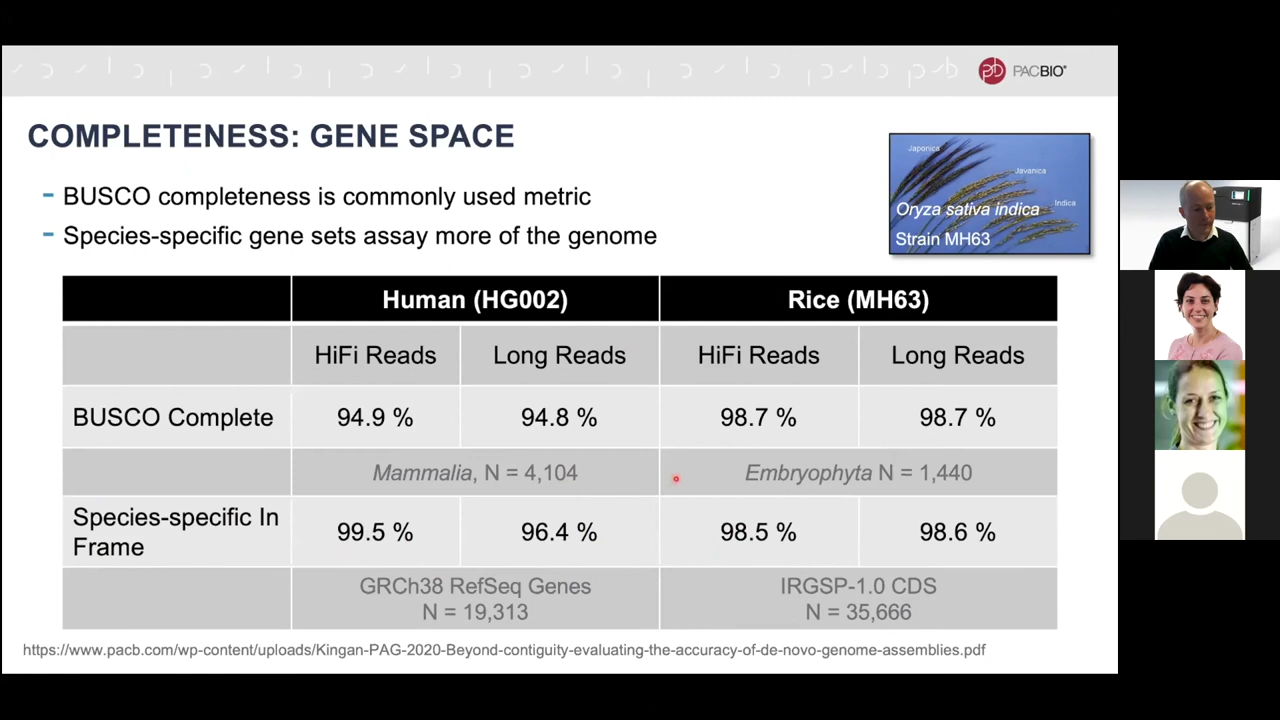 PACBIO®
COMPLETENESS: GENE SPACE
- BUSCO completeness is commonly used metric
- Species-specific gene sets assay more of the genome
Japonica
Javanica
Indica
Oryza sativa indica
Strain MH63
Human (HG002) Rice (MH63)
HiFi Reads Long Reads HiFi Reads Long Reads
BUSCO Complete 94.9 % 94.8 % 98.7 % 98.7 %
Mammalia, N = 4,104 Embryophyta N = 1,440
Species-specific In
Frame 99.5 % 96.4 % 98.5 % 98.6 %
GRCh38 RefSeq Genes IRGSP-1.0 CDS
N = 19,313 N = 35,666
https://www.pacb.com/wp-content/uploads/Kingan-PAG-2020-Beyond-contiguity-evaluating-the-accuracy-of-de-novo-genome-assemblies.pdf